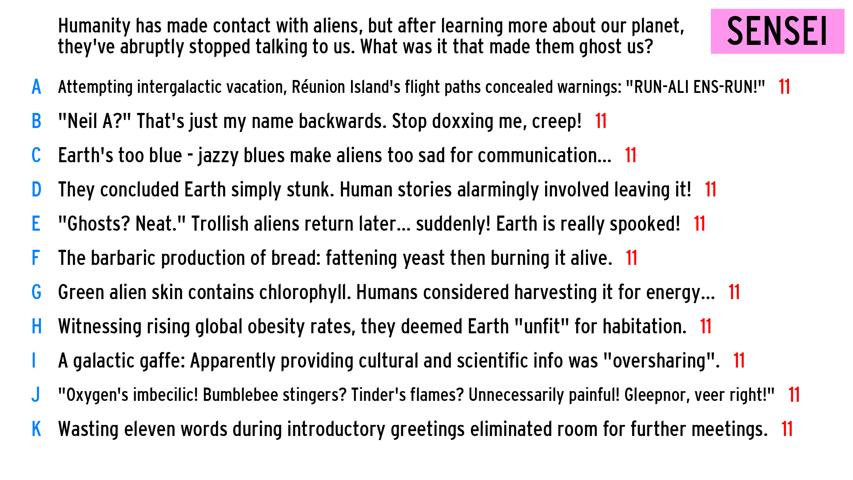 Humanity has made contact with aliens, but after learning more about our planet,
they've abruptly stopped talking to us. What was it that made them ghost us?
SENSEI
A Attempting intergalactic vacation, Réunion Island's flight paths concealed warnings: "RUN-ALI ENS-RUN!" 11
B "Neil A?" That's just my name backwards. Stop doxxing me, creep! 11
C Earth's too blue - jazzy blues make aliens too sad for communication... 11
D They concluded Earth simply stunk. Human stories alarmingly involved leaving it! 11
E "Ghosts? Neat." Trollish aliens return later... suddenly! Earth is really spooked! 11
F The barbaric production of bread: fattening yeast then burning it alive. 11
G Green alien skin contains chlorophyll. Humans considered harvesting it for energy... 11
H Witnessing rising global obesity rates, they deemed Earth "unfit" for habitation. 11
I A galactic gaffe: Apparently providing cultural and scientific info was "oversharing". 11
J "Oxygen's imbecilic! Bumblebee stingers? Tinder's flames? Unnecessarily painful! Gleepnor, veer right!" 11
K Wasting eleven words during introductory greetings eliminated room for further meetings. 11